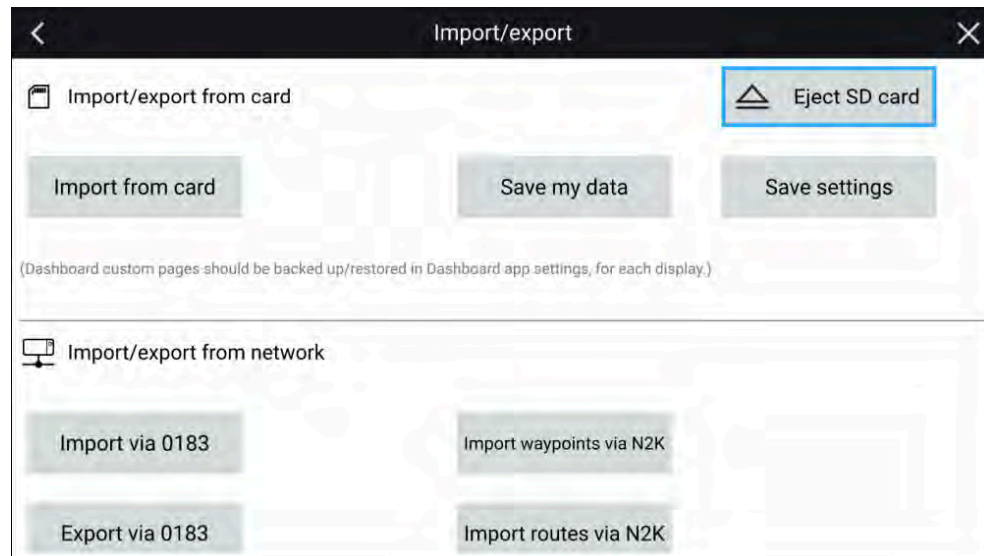 Import/export
Import/export from card
Eject SD card
Import from card
Save my data
Save settings
(Dashboard custom pages should be backed up/restored in Dashboard app settings, for each display.)
Import/export from network
Import via 0183
Import waypoints via N2K
Export via 0183
Import routes via N2K